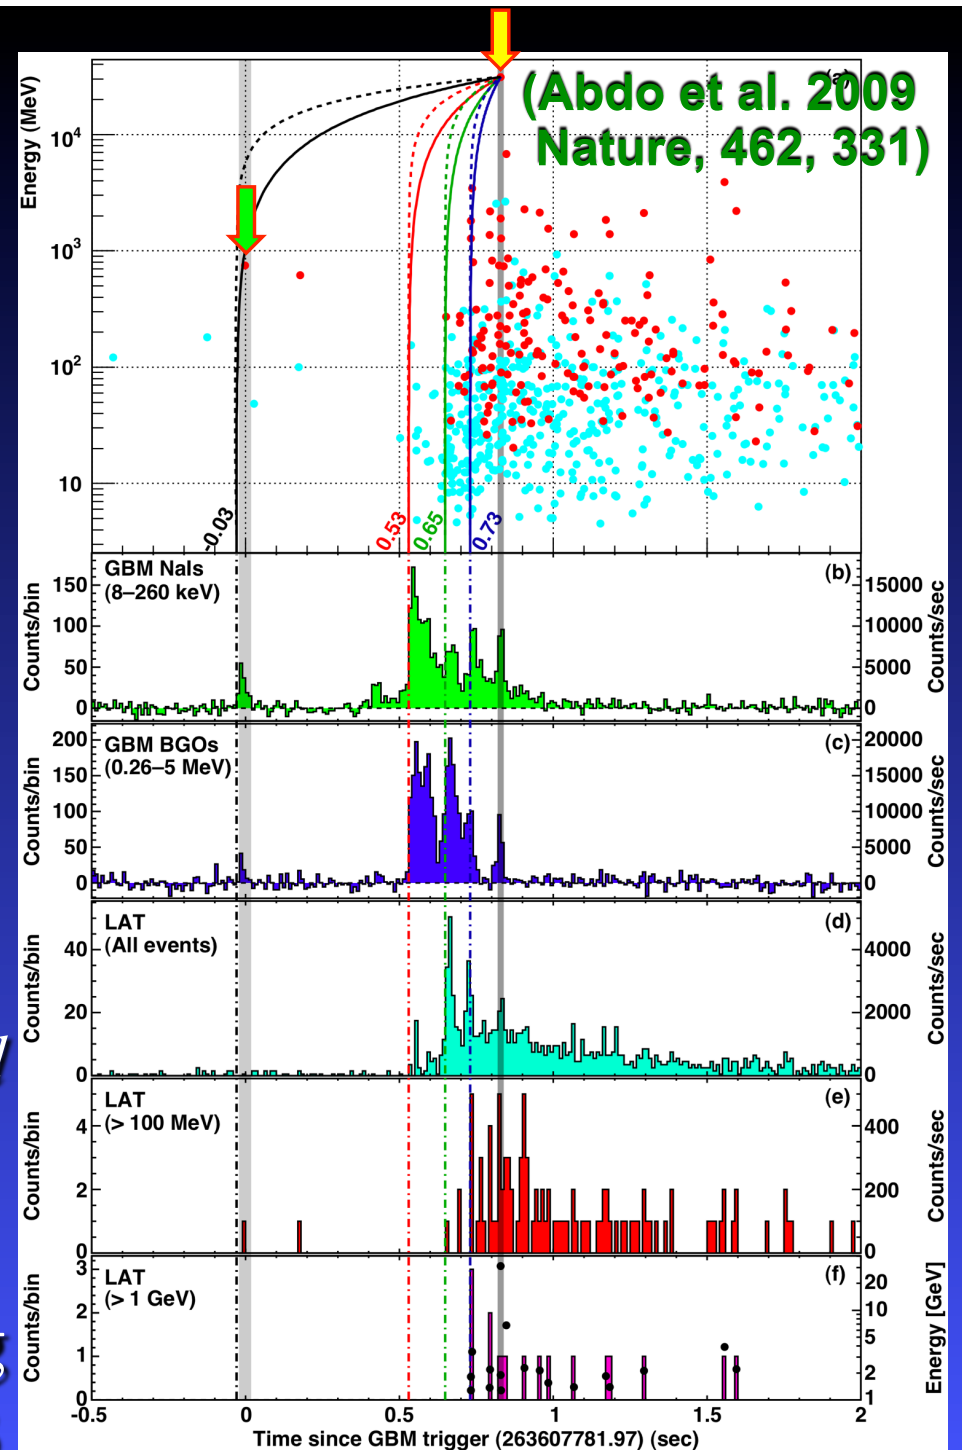 (a)
(Abdo et al. 2009
Nature, 462, 331)
Energy (MeV)
10⁴
10³
10²
10
-0.03
0.53
0.65
0.73
GBM NaIs
(8–260 keV)
(b)
Counts/bin
150
100
50
0
15000
10000
5000
0
Counts/sec
GBM BGOs
(0.26–5 MeV)
(c)
Counts/bin
200
150
100
50
0
20000
15000
10000
5000
0
Counts/sec
LAT
(All events)
(d)
Counts/bin
40
20
0
4000
2000
0
Counts/sec
LAT
(> 100 MeV)
(e)
Counts/bin
4
2
0
400
200
0
Counts/sec
LAT
(> 1 GeV)
(f)
Counts/bin
3
2
1
0
20
10
5
2
1
Energy [GeV]
-0.5 0 0.5 1 1.5 2
Time since GBM trigger (263607781.97) (sec)